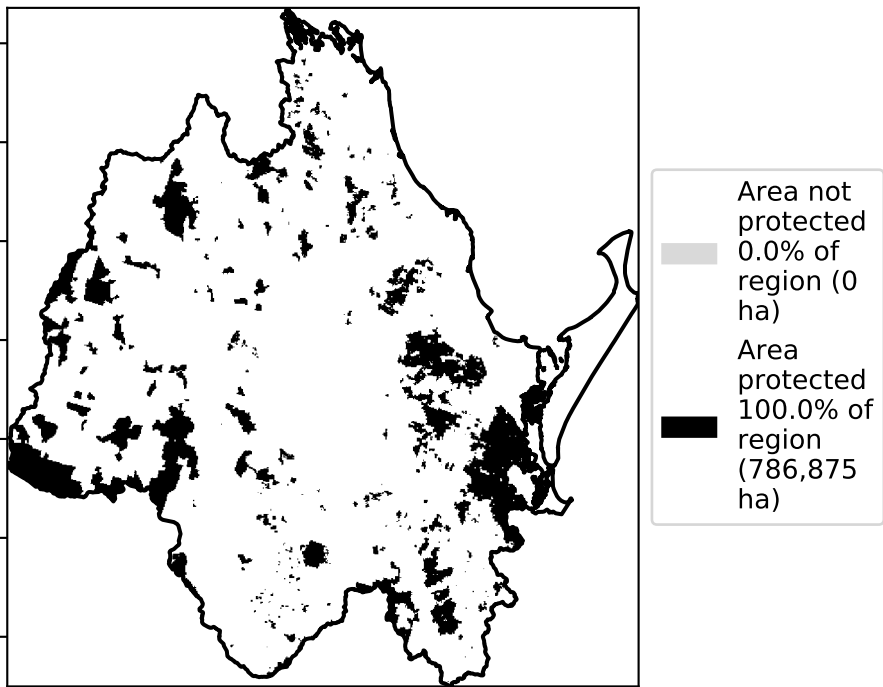 Area not
protected
0.0% of
region (0
ha)
Area
protected
100.0% of
region
(786,875
ha)